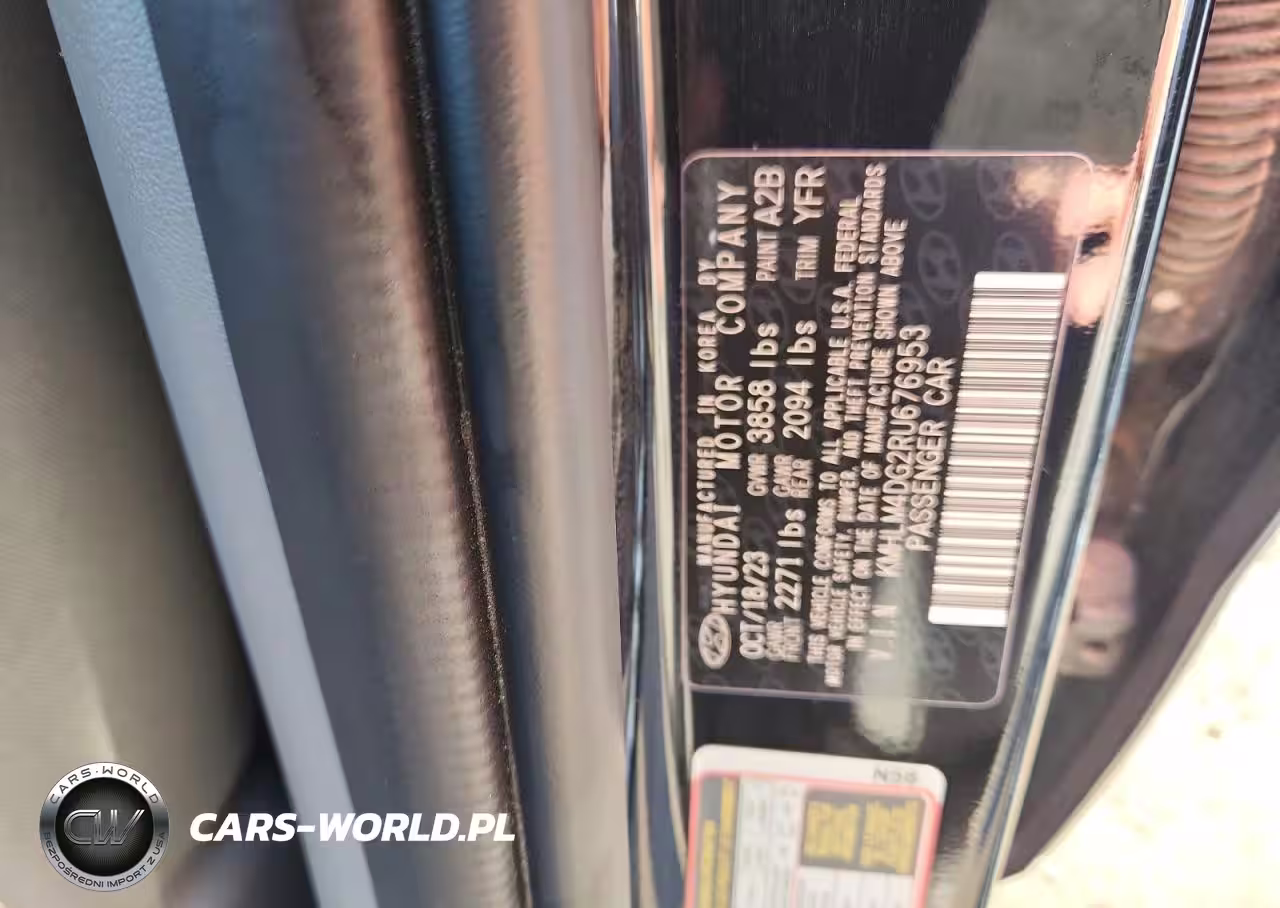 MANUFACTURED IN KOREA BY
HYUNDAI MOTOR COMPANY
OCT/18/23 GVWR 3858 lbs PAINT A2B
GAWR FRONT 2271 lbs GAWR REAR 2094 lbs TRIM YFR
THIS VEHICLE CONFORMS TO ALL APPLICABLE U.S.A. FEDERAL
MOTOR VEHICLE SAFETY, BUMPER, AND THEFT PREVENTION STANDARDS
IN EFFECT ON THE DATE OF MANUFACTURE SHOWN ABOVE
V.I.N KMHLM4DG2RU676953
PASSENGER CAR
CARS-WORLD
CW
BEZPOŚREDNI IMPORT Z USA
CARS-WORLD.PL